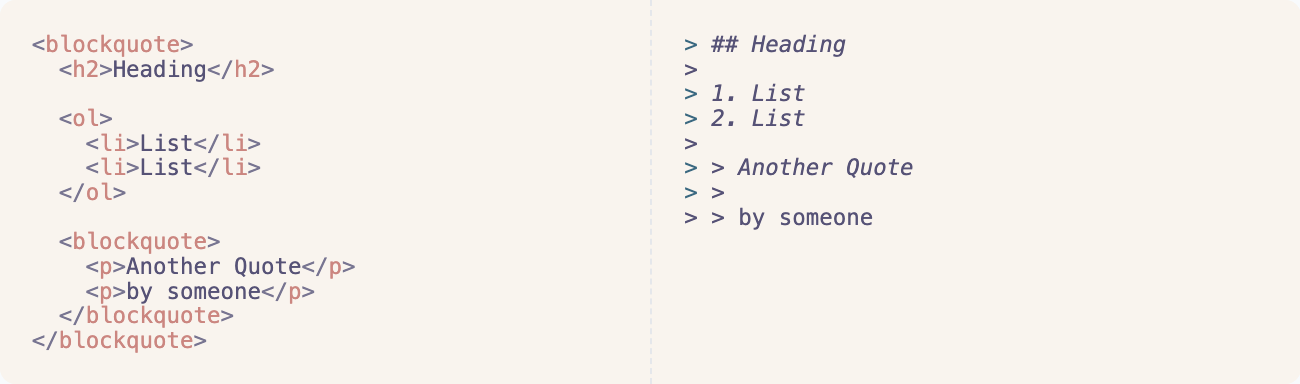 <blockquote>
  <h2>Heading</h2>

  <ol>
    <li>List</li>
    <li>List</li>
  </ol>

  <blockquote>
    <p>Another Quote</p>
    <p>by someone</p>
  </blockquote>
</blockquote>
> ## Heading
>
> 1. List
> 2. List
>
> > Another Quote
> >
> > by someone